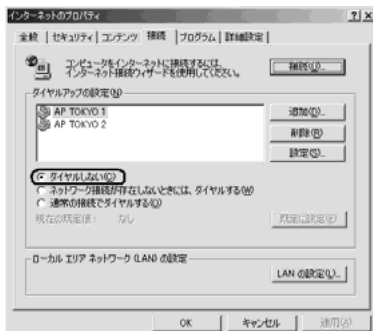 インターネットのプロパティ
全般 セキュリティ コンテンツ 接続 プログラム 詳細設定
コンピュータをインターネットに接続するには、
インターネット接続ウィザードを使用してください。
接続(U)...
ダイヤルアップの設定(N)
AP TOKYO 1
AP TOKYO 2
追加(D)...
削除(R)
設定(S)...
ダイヤルしない(C)
ネットワーク接続が存在しないときには、ダイヤルする(W)
通常の接続でダイヤルする(O)
現在の既定値: なし
既定に設定(E)
ローカル エリア ネットワーク (LAN) の設定
LAN の設定(L)...
OK キャンセル 適用(A)